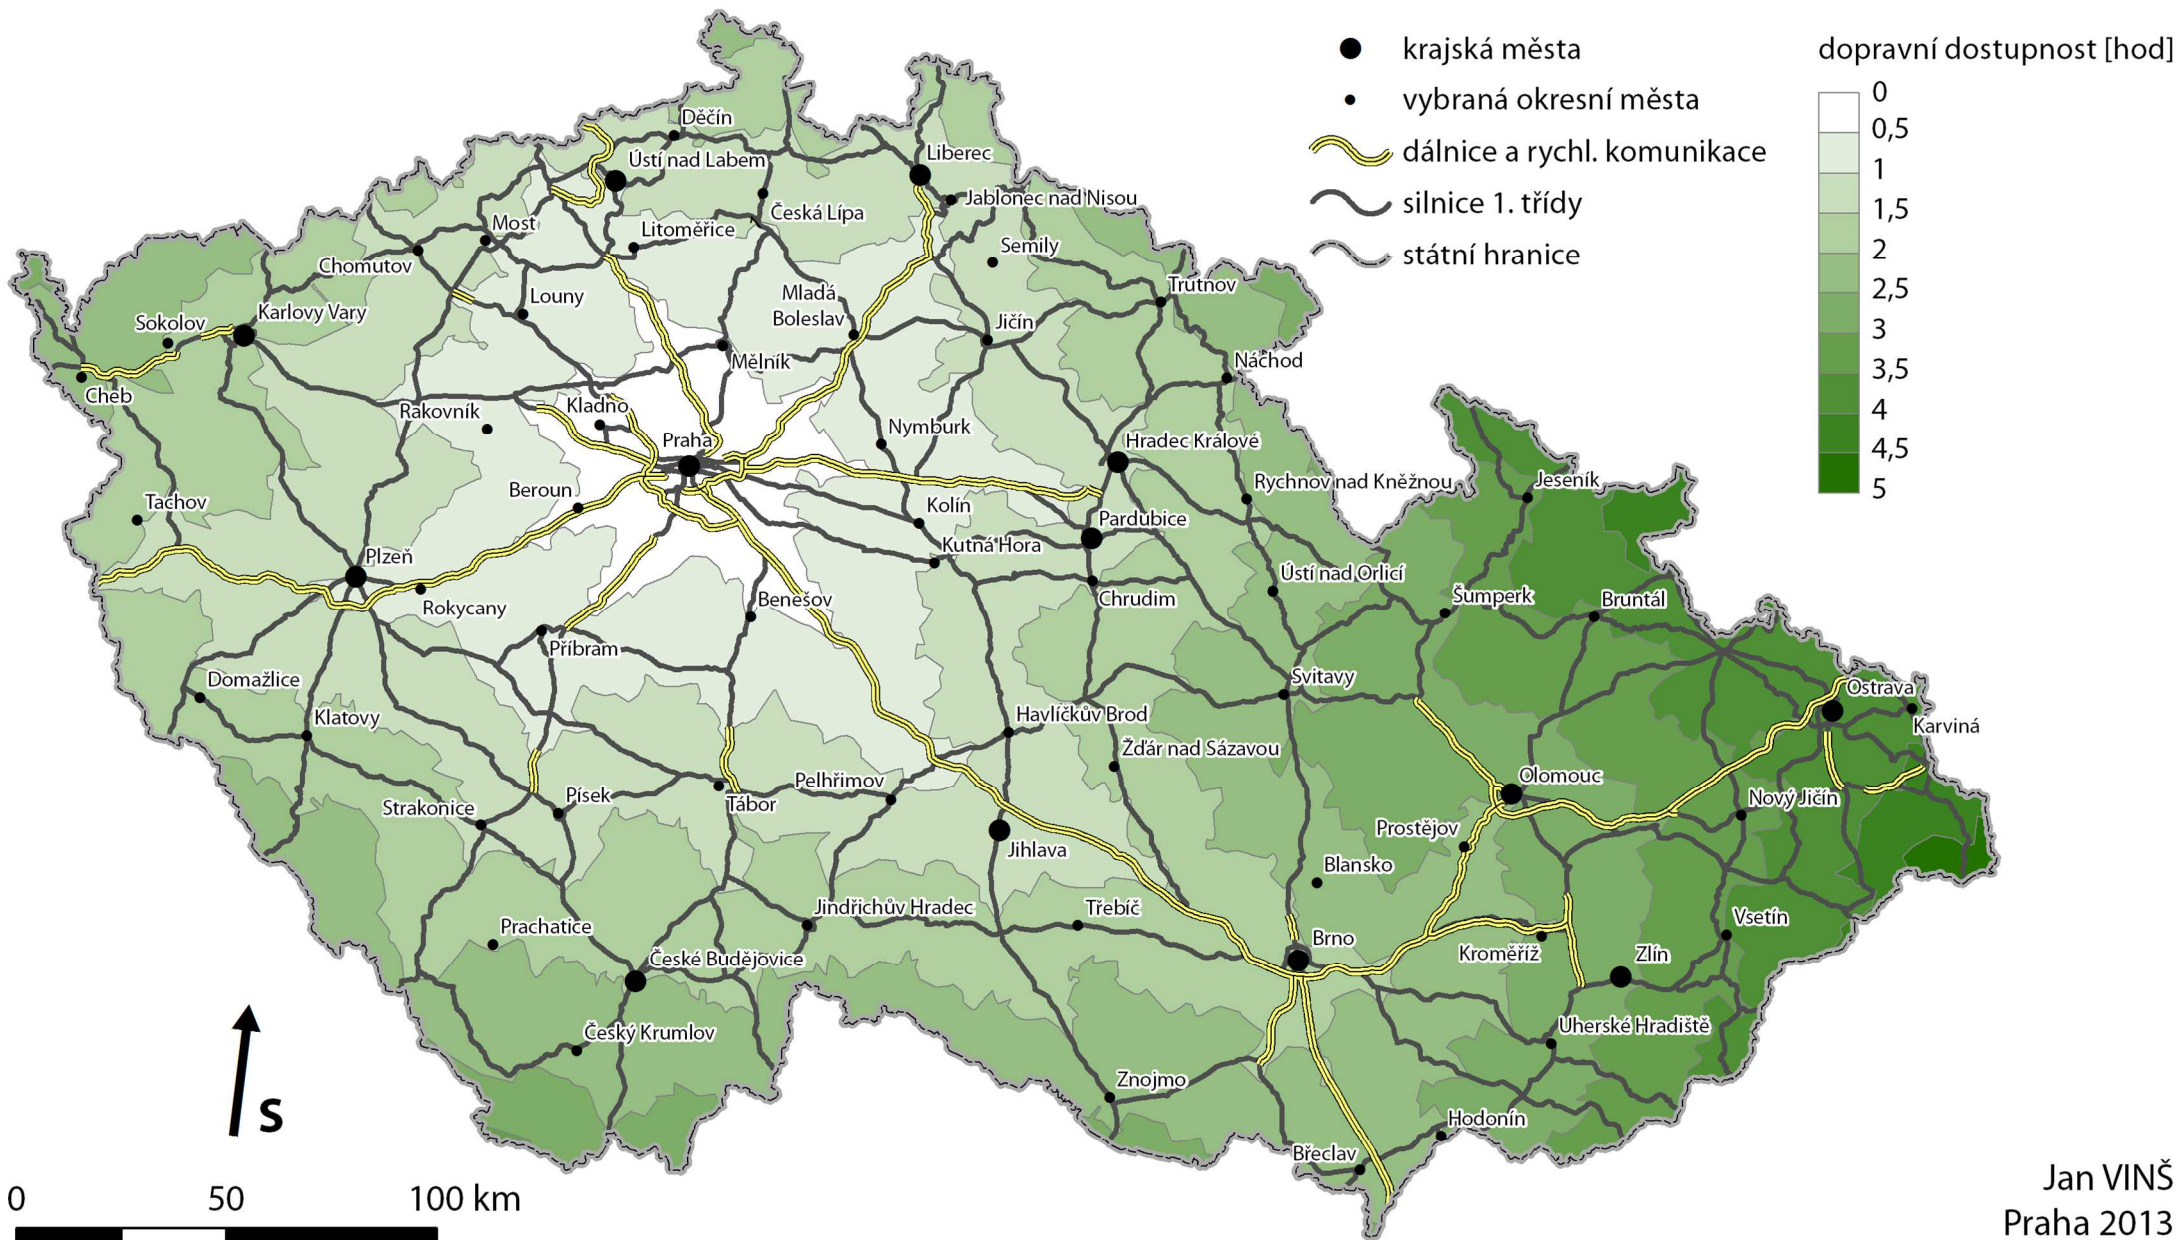 krajská města
vybraná okresní města
dálnice a rychl. komunikace
silnice 1. třídy
státní hranice
dopravní dostupnost [hod]
0
0,5
1
1,5
2
2,5
3
3,5
4
4,5
5
Děčín
Ústí nad Labem
Liberec
Jablonec nad Nisou
Česká Lípa
Most
Litoměřice
Semily
Chomutov
Trutnov
Louny
Mladá
Boleslav
Karlovy Vary
Sokolov
Jičín
Mělník
Náchod
Cheb
Rakovník
Kladno
Nymburk
Praha
Hradec Králové
Rychnov nad Kněžnou
Jeseník
Beroun
Tachov
Kolín
Pardubice
Kutná Hora
Plzeň
Ústí nad Orlicí
Rokycany
Benešov
Chrudim
Šumperk
Bruntál
Příbram
Domažlice
Svitavy
Ostrava
Klatovy
Havlíčkův Brod
Karviná
Žďár nad Sázavou
Olomouc
Pelhřimov
Písek
Strakonice
Tábor
Nový Jičín
Prostějov
Jihlava
Blansko
Jindřichův Hradec
Třebíč
Vsetín
Prachatice
Brno
Kroměříž
Zlín
České Budějovice
Uherské Hradiště
Český Krumlov
Znojmo
Hodonín
Břeclav
S
0 50 100 km
Jan VINŠ
Praha 2013